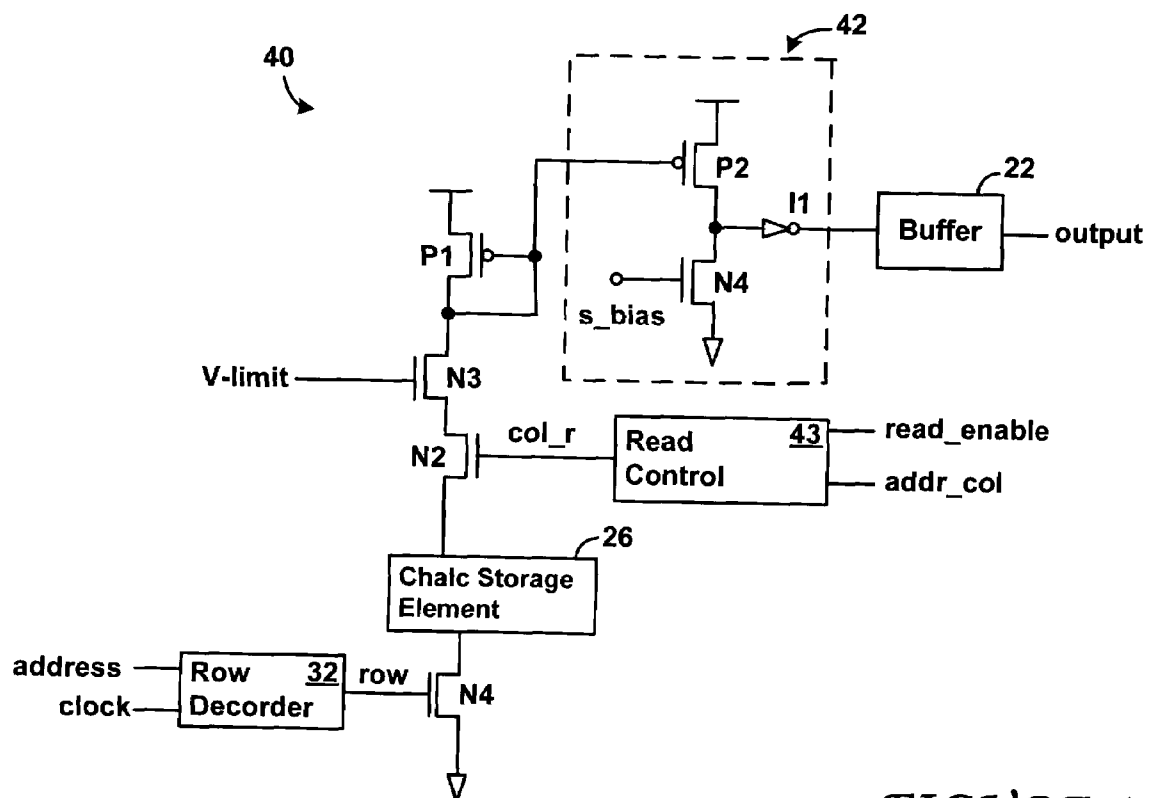 42
40
P2
22
I1
Buffer
output
P1
N4
s_bias
V-limit
N3
col_r
Read Control
43
read_enable
N2
addr_col
26
Chalc Storage
Element
address
Row
32
row
clock
Decorder
N4